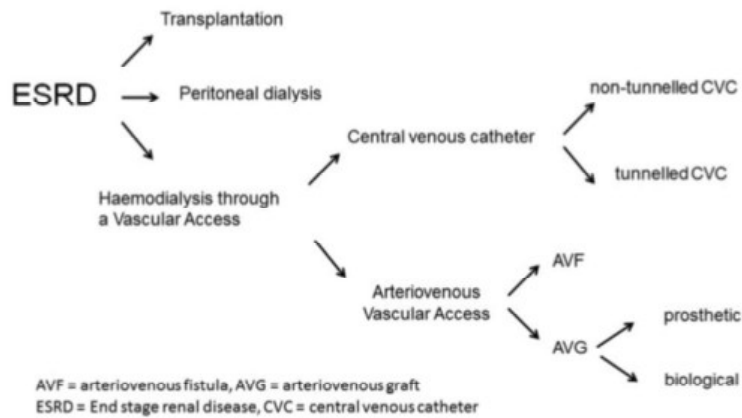 Transplantation
ESRD
Peritoneal dialysis
Haemodialysis through
a Vascular Access
Central venous catheter
non-tunnelled CVC
tunnelled CVC
Arteriovenous
Vascular Access
AVF
AVG
prosthetic
biological
AVF = arteriovenous fistula, AVG = arteriovenous graft
ESRD = End stage renal disease, CVC = central venous catheter